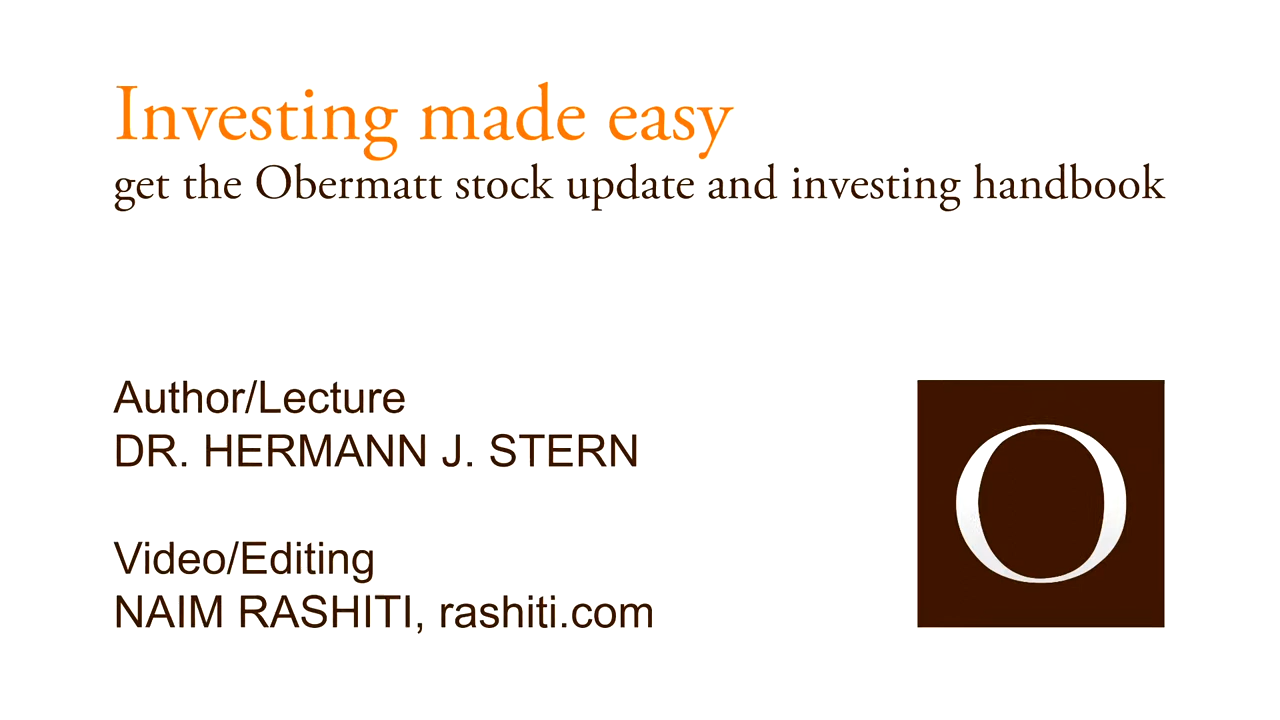 Investing made easy
get the Obermatt stock update and investing handbook
Author/Lecture
DR. HERMANN J. STERN
Video/Editing
NAIM RASHITI, rashiti.com
O